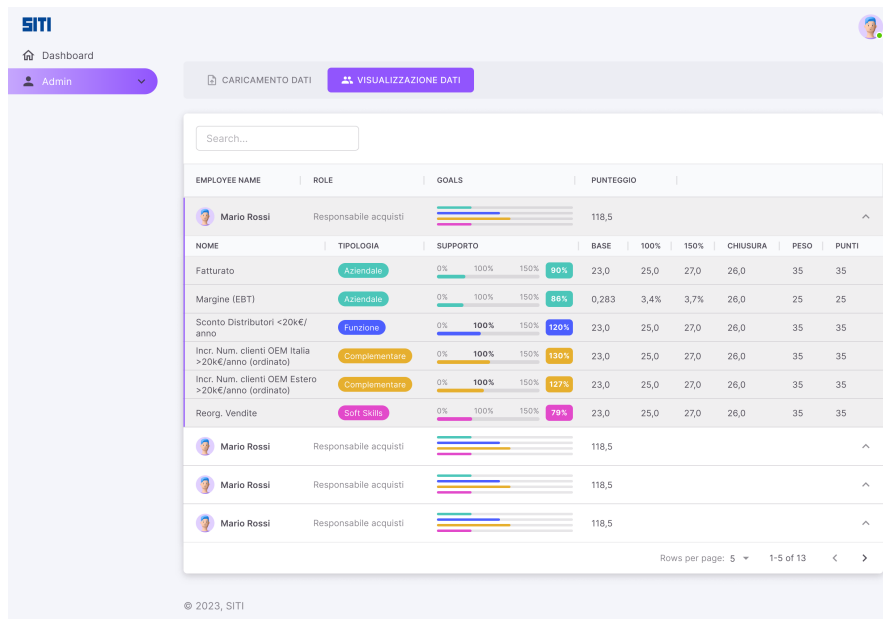 SITI
Dashboard
Admin
CARICAMENTO DATI VISUALIZZAZIONE DATI
Search...
EMPLOYEE NAME ROLE GOALS PUNTEGGIO
Mario Rossi Responsabile acquisti 118,5
NOME TIPOLOGIA SUPPORTO BASE 100% 150% CHIUSURA PESO PUNTI
Fatturato Aziendale 0% 100% 150% 90% 23,0 25,0 27,0 26,0 35 35
Margine (EBT) Aziendale 0% 100% 150% 86% 0,283 3,4% 3,7% 26,0 25 25
Sconto Distributori <20k€/
anno Funzione 0% 100% 150% 120% 23,0 25,0 27,0 26,0 35 35
Incr. Num. clienti OEM Italia
>20k€/anno (ordinato) Complementare 0% 100% 150% 130% 23,0 25,0 27,0 26,0 35 35
Incr. Num. clienti OEM Estero
>20k€/anno (ordinato) Complementare 0% 100% 150% 127% 23,0 25,0 27,0 26,0 35 35
Reorg. Vendite Soft Skills 0% 100% 150% 79% 23,0 25,0 27,0 26,0 35 35
Mario Rossi Responsabile acquisti 118,5
Mario Rossi Responsabile acquisti 118,5
Mario Rossi Responsabile acquisti 118,5
Rows per page: 5 1-5 of 13
© 2023, SITI